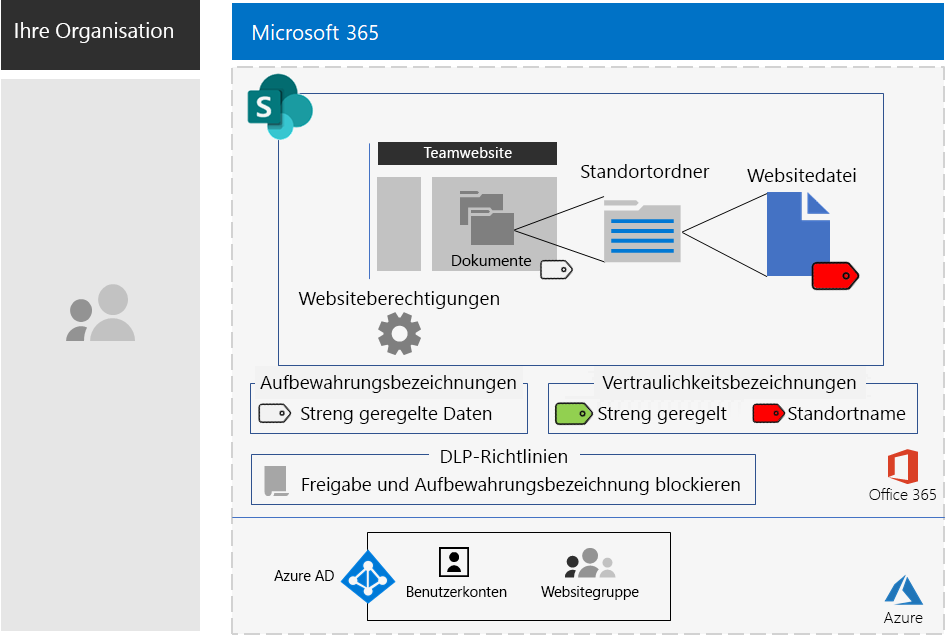 Ihre Organisation
Microsoft 365
S
Teamwebsite
Standortordner
Websitedatei
Dokumente
Websiteberechtigungen
Aufbewahrungsbezeichnungen
Streng geregelte Daten
Vertraulichkeitsbezeichnungen
Streng geregelt
Standortname
DLP-Richtlinien
Freigabe und Aufbewahrungsbezeichnung blockieren
Office 365
Azure AD
Benutzerkonten
Websitegruppe
Azure